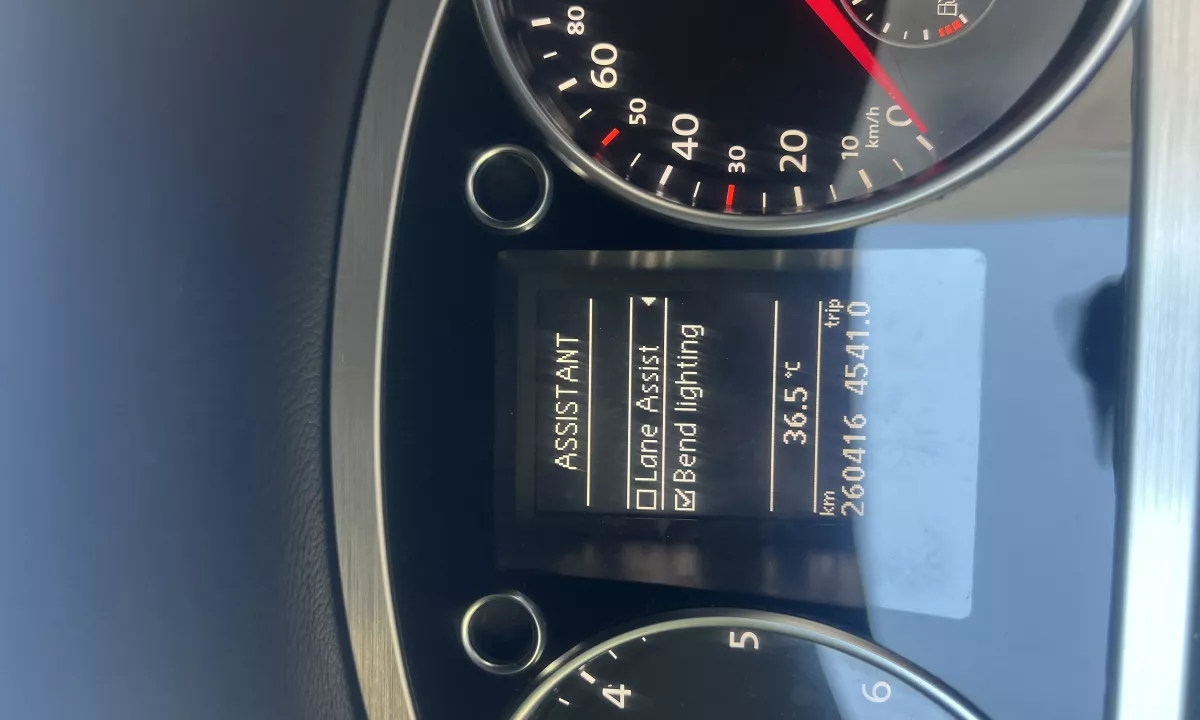 ASSISTANT
Lane Assist
Bend lighting
36.5 °C
km trip
260416 4541.0
4
5
6
0
km/h
10
20
30
40
50
60
80